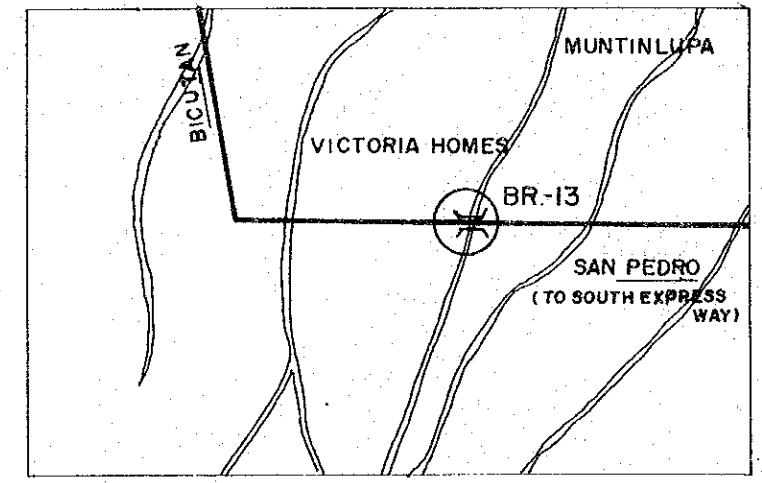 MUNTINLUPA
BICUTAN
VICTORIA HOMES
BR.-13
SAN PEDRO
(TO SOUTH EXPRESS
WAY)